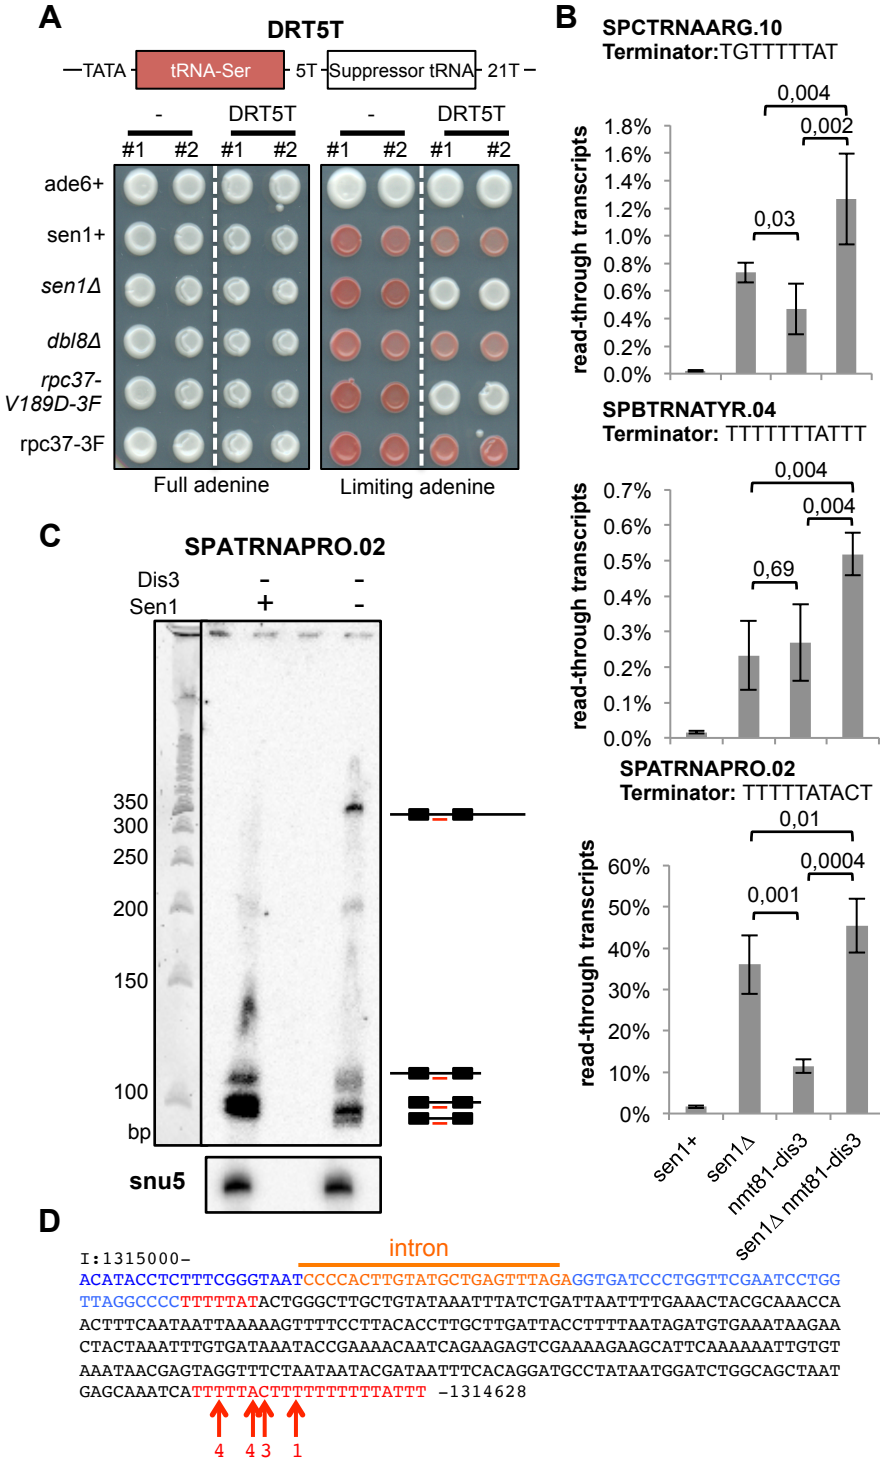 A
DRT5T
TATA
tRNA-Ser
5T
Suppressor tRNA
21T
- DRT5T - DRT5T
#1 #2 #1 #2 #1 #2 #1 #2
ade6+
sen1+
sen1Δ
dbl8Δ
rpc37-
V189D-3F
rpc37-3F
Full adenine
Limiting adenine
B
SPCTRNAARG.10
Terminator:TGTTTTTAT
read-through transcripts
1.8%
1.6%
1.4%
1.2%
1.0%
0.8%
0.6%
0.4%
0.2%
0.0%
0,004
0,002
0,03
SPBTRNATYR.04
Terminator: TTTTTTTATTT
read-through transcripts
0.7%
0.6%
0.5%
0.4%
0.3%
0.2%
0.1%
0.0%
0,004
0,004
0,69
SPATRNAPRO.02
Terminator: TTTTTATACT
read-through transcripts
60%
50%
40%
30%
20%
10%
0%
0,01
0,0004
0,001
sen1+
sen1Δ
nmt81-dis3
sen1Δ nmt81-dis3
C
SPATRNAPRO.02
Dis3 - -
Sen1 + -
350
300
250
200
150
100
bp
snu5
D
I:1315000-
intron
ACATACCTCTTTCGGGTAATCCCCACTTGTATGCTGAGTTTAGAGGTGATCCCTGGTTCGAATCCTGG
TTAGGCCCCTTTTTATACTGGGCTTGCTGTATAAATTTATCTGATTAATTTTGAAACTACGCAAACCA
ACTTTCAATAATTAAAAAGTTTTCCTTACACCTTGCTTGATTACCTTTTAATAGATGTGAAATAAGAA
CTACTAAATTTGTGATAAATACCGAAAACAATCAGAAGAGTCGAAAAGAAGCATTCAAAAAATTGTGT
AAATAACGAGTAGGTTTCTAATAATACGATAATTTCACAGGATGCCTATAATGGATCTGGCAGCTAAT
GAGCAAATCATTTTTACTTTTTTTTTTATTT -1314628
4 4 3 1